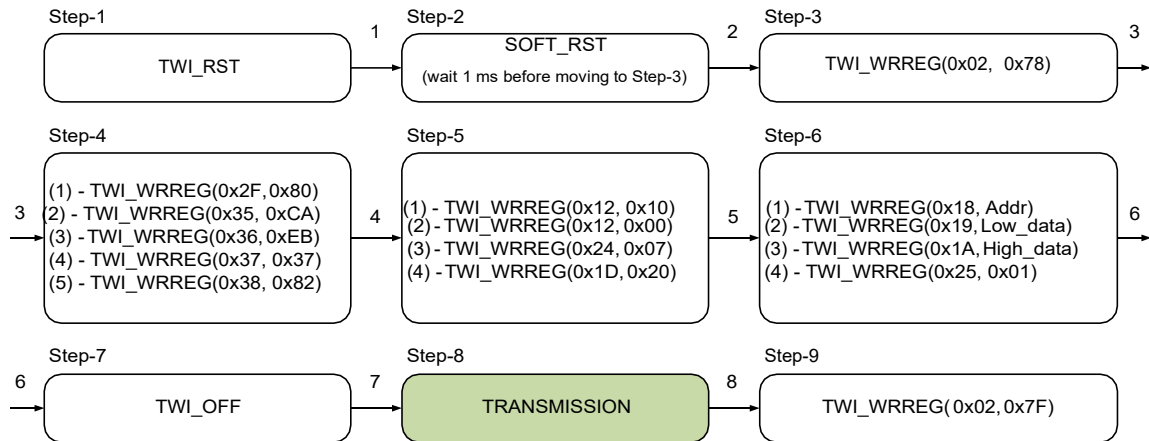 Step-1
Step-2
Step-3
TWI_RST
1
SOFT_RST
(wait 1 ms before moving to Step-3)
2
TWI_WRREG(0x02, 0x78)
3
Step-4
Step-5
Step-6
3
(1) - TWI_WRREG(0x2F,0x80)
(2) - TWI_WRREG(0x35, 0xCA)
(3) - TWI_WRREG(0x36,0xEB)
(4) - TWI_WRREG(0x37, 0x37)
(5) - TWI_WRREG(0x38, 0x82)
4
(1) - TWI_WRREG(0x12, 0x10)
(2) - TWI_WRREG(0x12, 0x00)
(3) - TWI_WRREG(0x24, 0x07)
(4) - TWI_WRREG(0x1D,0x20)
5
(1) - TWI_WRREG(0x18, Addr)
(2) - TWI_WRREG(0x19,Low_data)
(3) - TWI_WRREG(0x1A,High_data)
(4) - TWI_WRREG(0x25, 0x01)
6
Step-7
Step-8
Step-9
6
TWI_OFF
7
TRANSMISSION
8
TWI_WRREG( 0x02,0x7F)